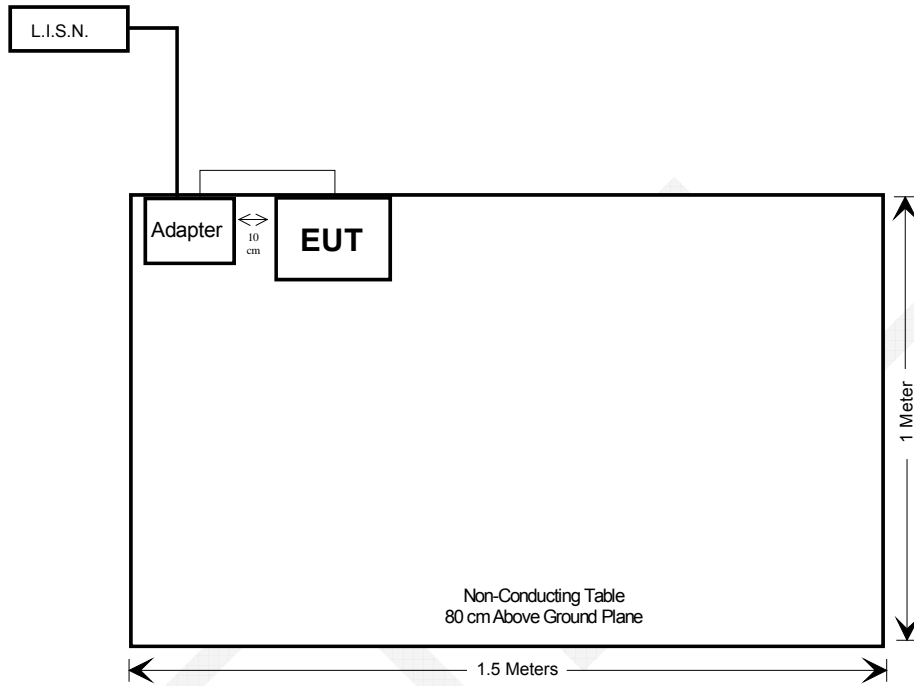 L.I.S.N.
Adapter
10
cm
EUT
1 Meter
Non-Conducting Table
80 cm Above Ground Plane
1.5 Meters